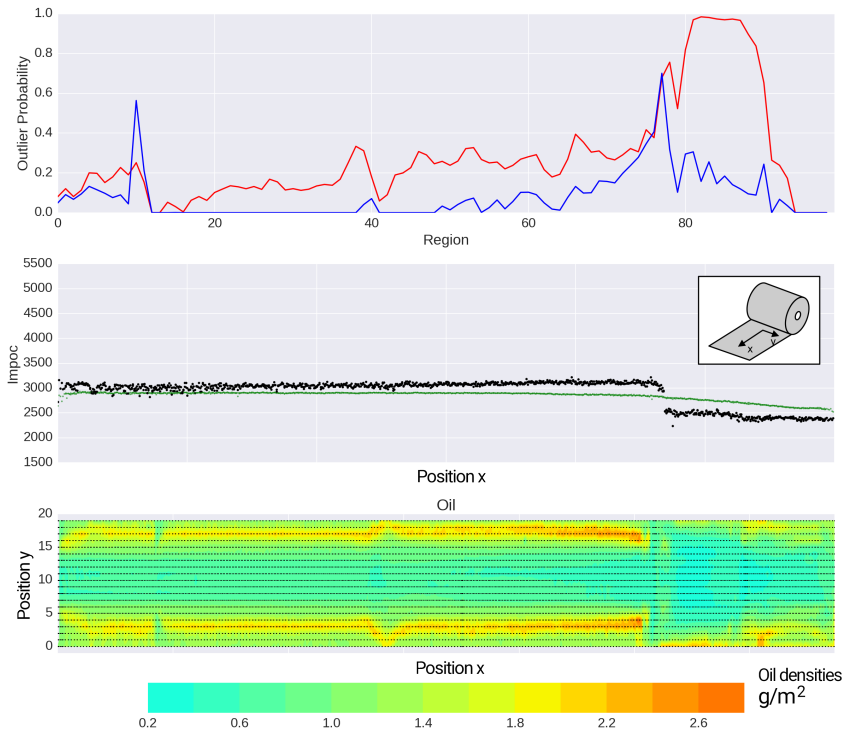 1.0
0.8
0.6
0.4
0.2
0.0
Outlier Probability
0 20 40 60 80
Region
5500
5000
4500
4000
3500
3000
2500
2000
1500
Impoc
x y
Position x
Oil
20
15
10
5
0
Position y
Position x
Oil densities
g/m²
0.2 0.6 1.0 1.4 1.8 2.2 2.6